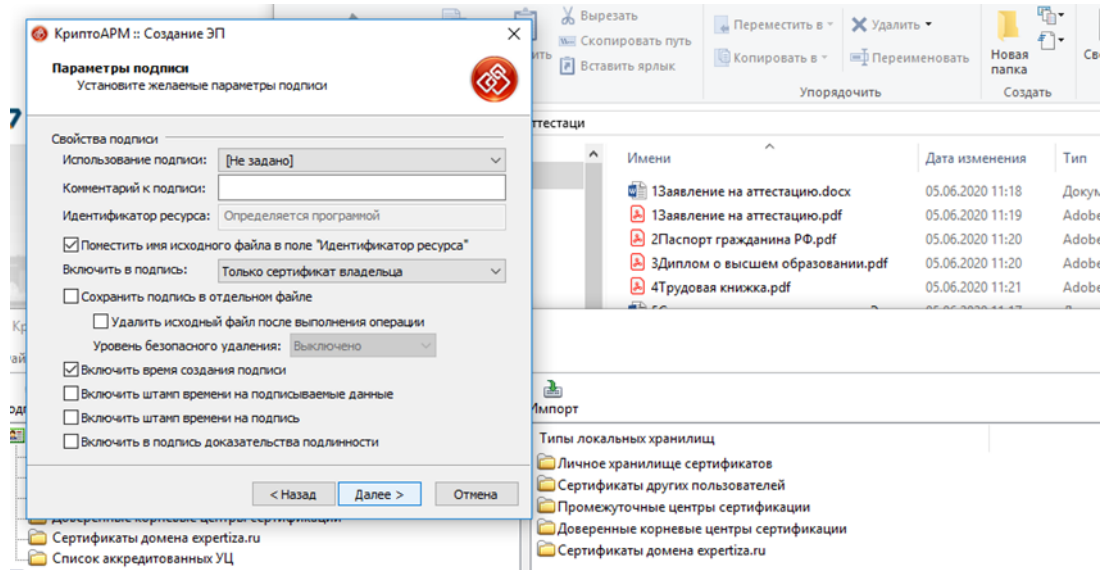 КриптоАРМ :: Создание ЭП
Параметры подписи
Установите желаемые параметры подписи
Свойства подписи
Использование подписи: [Не задано]
Комментарий к подписи:
Идентификатор ресурса: Определяется программой
Поместить имя исходного файла в поле "Идентификатор ресурса"
Включить в подпись: Только сертификат владельца
Сохранить подпись в отдельном файле
Удалить исходный файл после выполнения операции
Уровень безопасного удаления: Выключено
Включить время создания подписи
Включить штамп времени на подписываемые данные
Включить штамп времени на подпись
Включить в подпись доказательства подлинности
< Назад Далее > Отмена
Доверенные корневые центры сертификации
Сертификаты домена expertiza.ru
Список аккредитованных УЦ
Вырезать
Скопировать путь
Вставить ярлык
Переместить в
Копировать в
Удалить
Переименовать
Упорядочить
Новая
папка
Создать
Имени Дата изменения Тип
1Заявление на аттестацию.docx 05.06.2020 11:18
1Заявление на аттестацию.pdf 05.06.2020 11:19 Adobe
2Паспорт гражданина РФ.pdf 05.06.2020 11:20 Adobe
3Диплом о высшем образовании.pdf 05.06.2020 11:20 Adobe
4Трудовая книжка.pdf 05.06.2020 11:21 Adobe
Импорт
Типы локальных хранилищ
Личное хранилище сертификатов
Сертификаты других пользователей
Промежуточные центры сертификации
Доверенные корневые центры сертификации
Сертификаты домена expertiza.ru